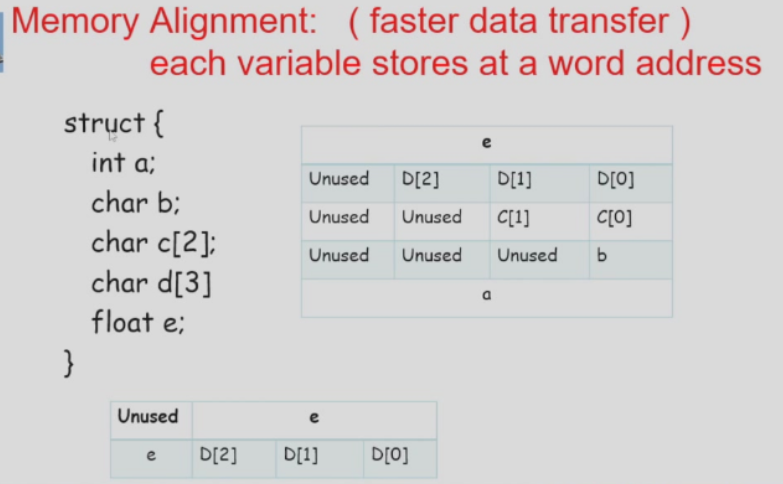 Memory Alignment: ( faster data transfer )
each variable stores at a word address
struct {
int a;
char b;
char c[2];
char d[3]
float e;
}
e
Unused D[2] D[1] D[0]
Unused Unused C[1] C[0]
Unused Unused Unused b
a
Unused e
e D[2] D[1] D[0]